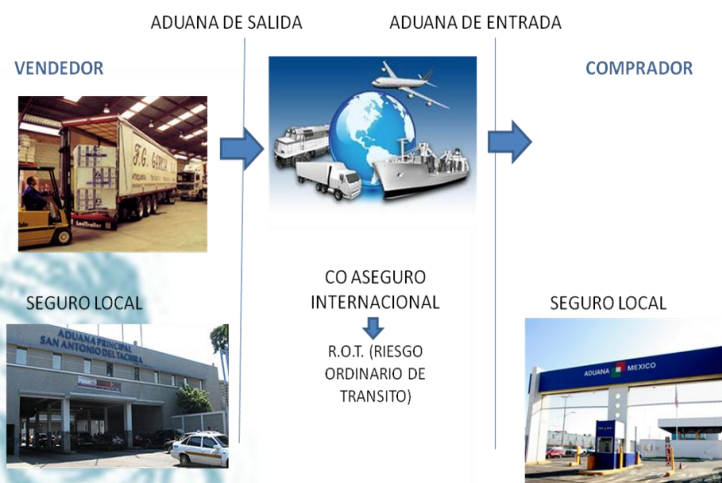 ADUANA DE SALIDA
ADUANA DE ENTRADA
VENDEDOR
COMPRADOR
F.G. GARCIA
SEGURO LOCAL
CO ASEGURO
INTERNACIONAL
SEGURO LOCAL
R.O.T. (RIESGO
ORDINARIO DE
TRANSITO)
ADUANA PRINCIPAL
SAN ANTONIO DEL TACHIRA
ADUANA MEXICO